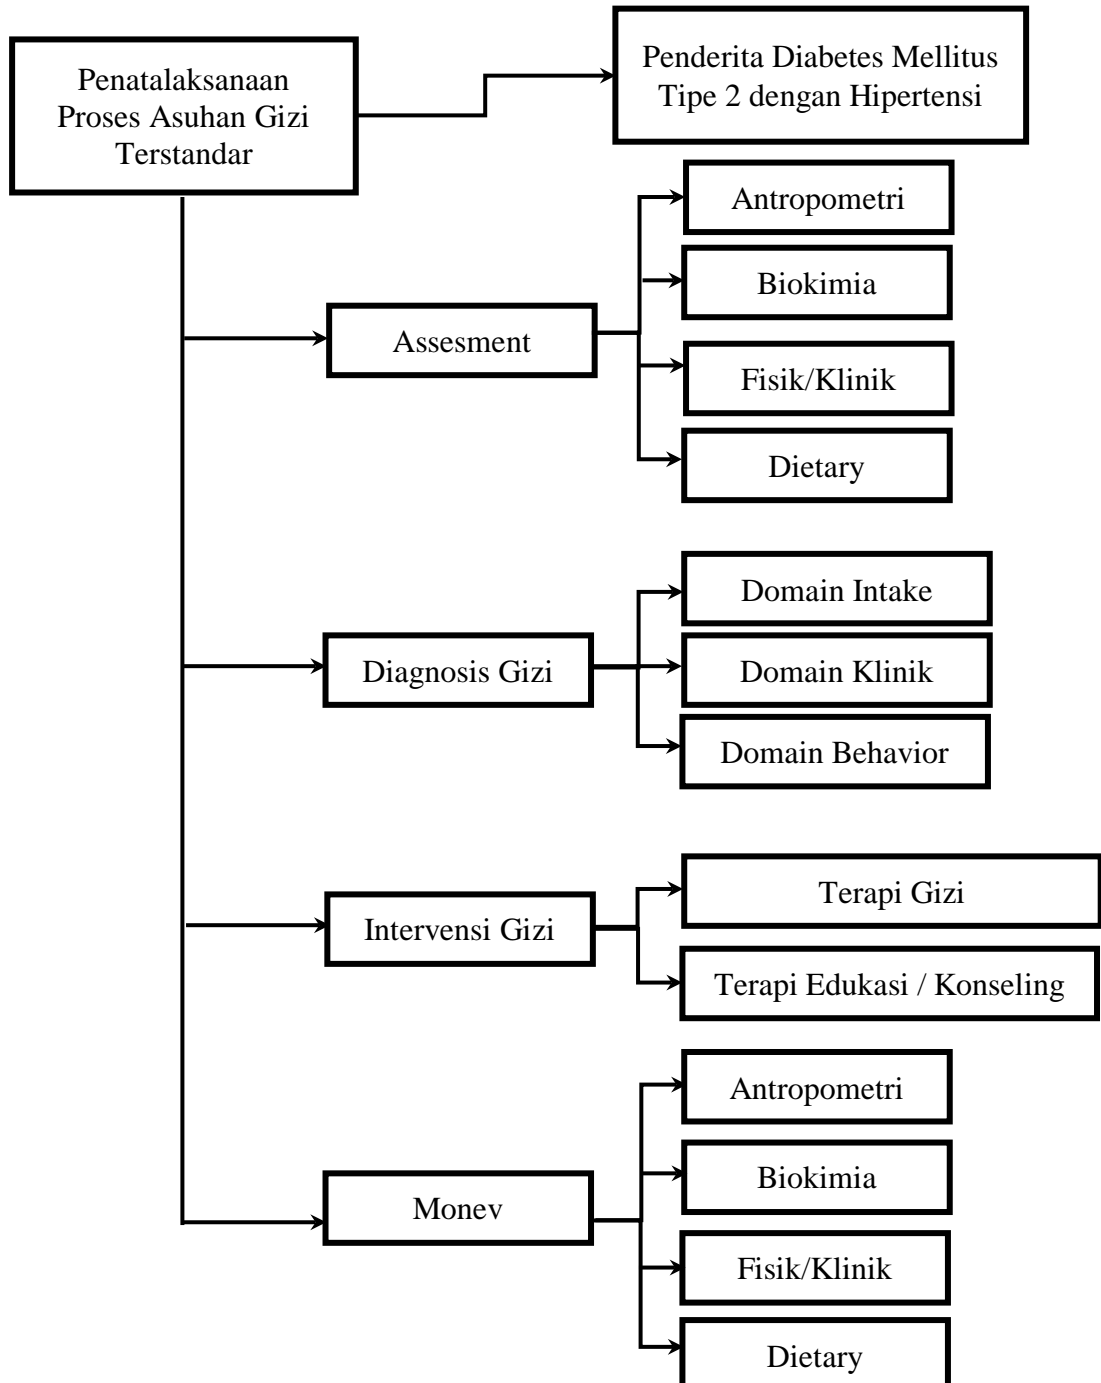 Penatalaksanaan
Proses Asuhan Gizi
Terstandar
Penderita Diabetes Mellitus
Tipe 2 dengan Hipertensi
Assesment
Antropometri
Biokimia
Fisik/Klinik
Dietary
Diagnosis Gizi
Domain Intake
Domain Klinik
Domain Behavior
Intervensi Gizi
Terapi Gizi
Terapi Edukasi / Konseling
Monev
Antropometri
Biokimia
Fisik/Klinik
Dietary